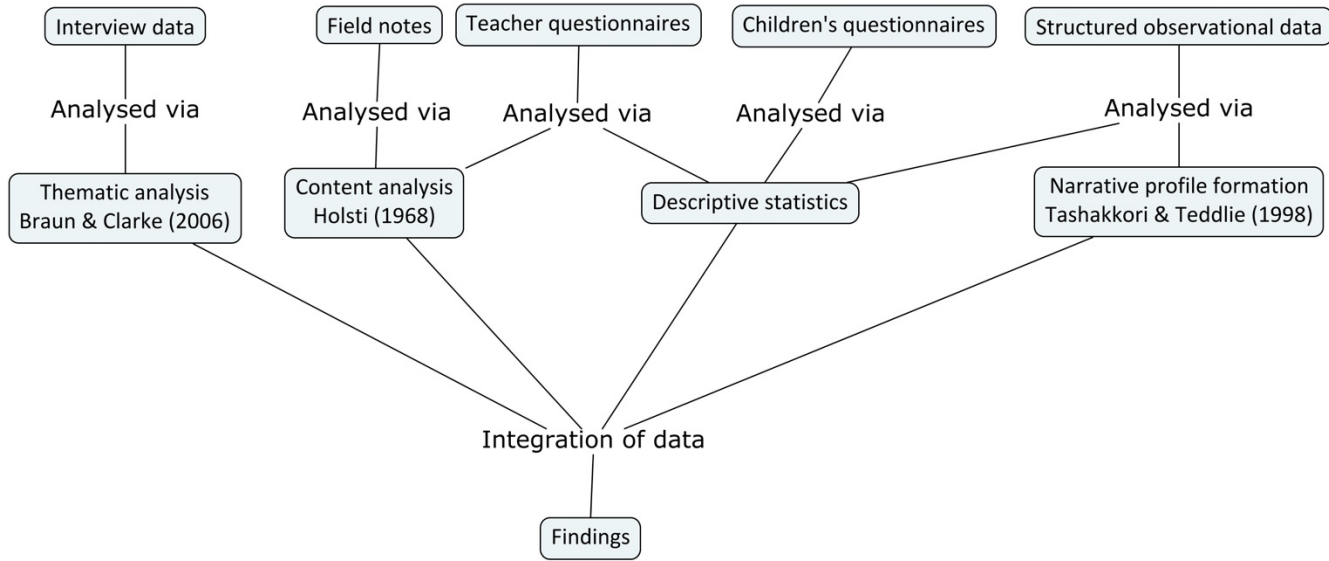 Interview data
Field notes
Teacher questionnaires
Children's questionnaires
Structured observational data
Analysed via
Analysed via
Analysed via
Analysed via
Analysed via
Thematic analysis
Braun & Clarke (2006)
Content analysis
Holsti (1968)
Descriptive statistics
Narrative profile formation
Tashakkori & Teddlie (1998)
Integration of data
Findings